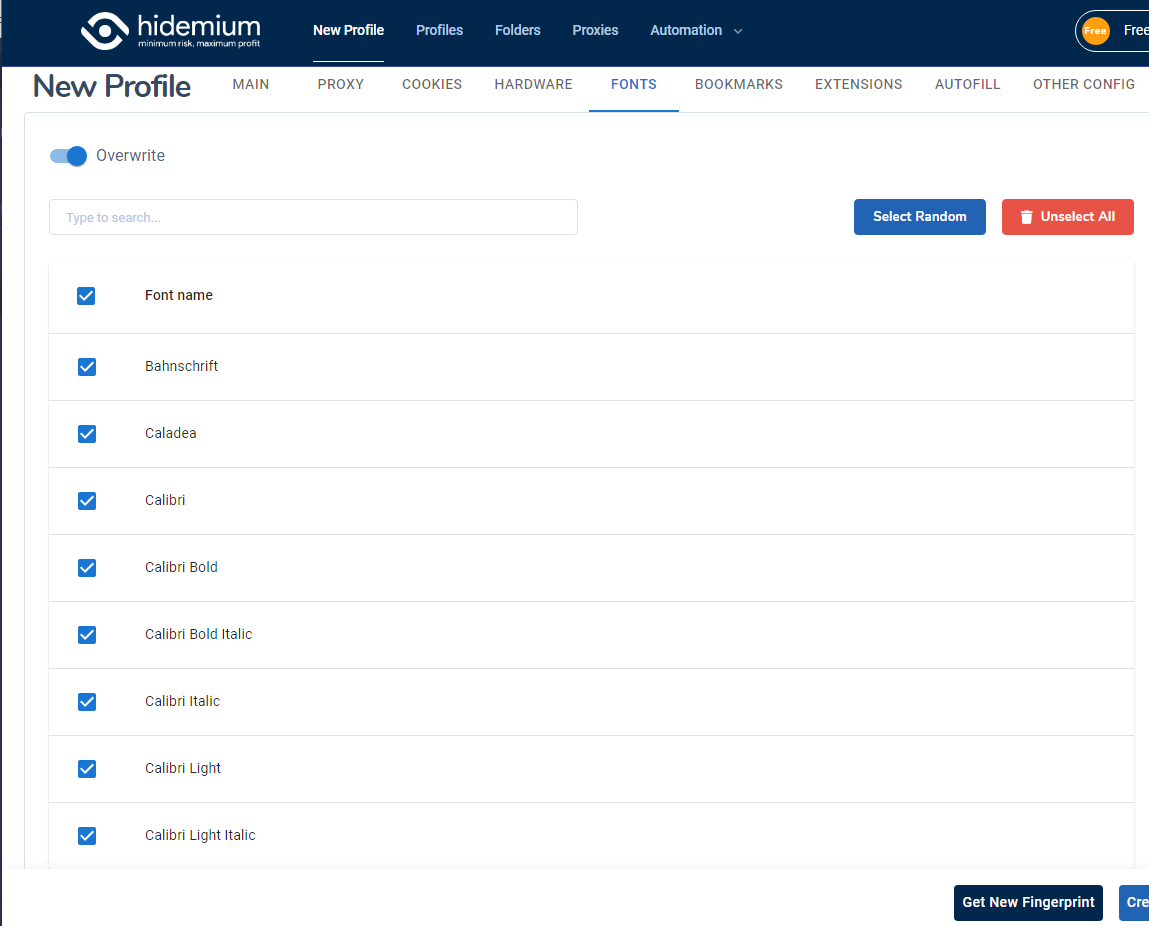 hidemium
minimum risk, maximum profit
New Profile
Profiles
Folders
Proxies
Automation
Free
Free
New Profile
MAIN
PROXY
COOKIES
HARDWARE
FONTS
BOOKMARKS
EXTENSIONS
AUTOFILL
OTHER CONFIG
Overwrite
Type to search...
Select Random
Unselect All
Font name
Bahnschrift
Caladea
Calibri
Calibri Bold
Calibri Bold Italic
Calibri Italic
Calibri Light
Calibri Light Italic
Get New Fingerprint
Cre